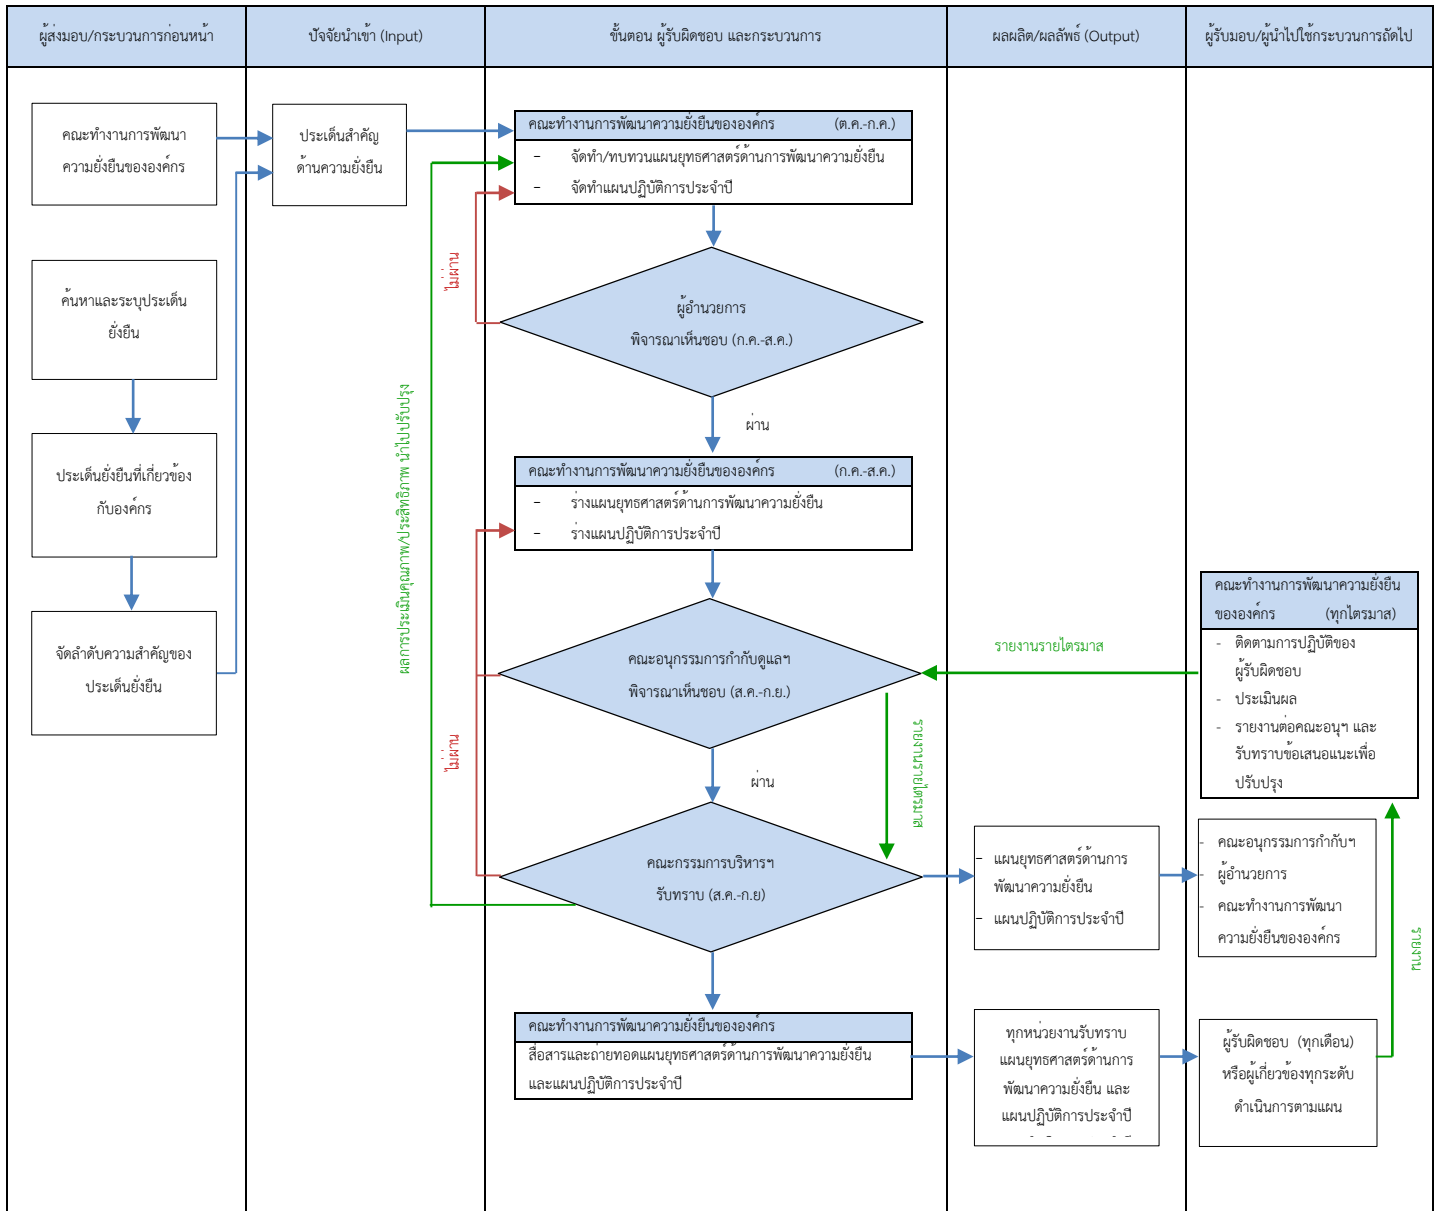 ผู้ส่งมอบ/กระบวนการก่อนหน้า
ปัจจัยนำเข้า (Input)
ขั้นตอน ผู้รับผิดชอบ และกระบวนการ
ผลผลิต/ผลลัพธ์ (Output)
ผู้รับมอบ/ผู้นำไปใช้กระบวนการถัดไป
คณะทำงานการพัฒนา
ความยั่งยืนขององค์กร
ค้นหาและระบุประเด็น
ยั่งยืน
ประเด็นยั่งยืนที่เกี่ยวข้อง
กับองค์กร
จัดลำดับความสำคัญของ
ประเด็นยั่งยืน
ประเด็นสำคัญ
ด้านความยั่งยืน
คณะทำงานการพัฒนาความยั่งยืนขององค์กร (ต.ค.-ก.ค.)
- จัดทำ/ทบทวนแผนยุทธศาสตร์ด้านการพัฒนาความยั่งยืน
- จัดทำแผนปฏิบัติการประจำปี
ไม่ผ่าน
ผู้อำนวยการ
พิจารณาเห็นชอบ (ก.ค.-ส.ค.)
ผ่าน
ผลการประเมินคุณภาพ/ประสิทธิภาพ นำไปปรับปรุง
คณะทำงานการพัฒนาความยั่งยืนขององค์กร (ก.ค.-ส.ค.)
- ร่างแผนยุทธศาสตร์ด้านการพัฒนาความยั่งยืน
- ร่างแผนปฏิบัติการประจำปี
คณะอนุกรรมการกำกับดูแลฯ
พิจารณาเห็นชอบ (ส.ค.-ก.ย.)
ไม่ผ่าน
ผ่าน
รายงานรายไตรมาส
รายงานรายไตรมาส
คณะกรรมการบริหารฯ
รับทราบ (ส.ค.-ก.ย)
คณะทำงานการพัฒนาความยั่งยืนขององค์กร
สื่อสารและถ่ายทอดแผนยุทธศาสตร์ด้านการพัฒนาความยั่งยืน
และแผนปฏิบัติการประจำปี
- แผนยุทธศาสตร์ด้านการ
พัฒนาความยั่งยืน
- แผนปฏิบัติการประจำปี
ทุกหน่วยงานรับทราบ
แผนยุทธศาสตร์ด้านการ
พัฒนาความยั่งยืน และ
แผนปฏิบัติการประจำปี
คณะทำงานการพัฒนาความยั่งยืน
ขององค์กร (ทุกไตรมาส)
- ติดตามการปฏิบัติของ
ผู้รับผิดชอบ
- ประเมินผล
- รายงานต่อคณะอนุฯ และ
รับทราบข้อเสนอแนะเพื่อ
ปรับปรุง
- คณะอนุกรรมการกำกับฯ
- ผู้อำนวยการ
- คณะทำงานการพัฒนา
ความยั่งยืนขององค์กร
รายงาน
ผู้รับผิดชอบ (ทุกเดือน)
หรือผู้เกี่ยวข้องทุกระดับ
ดำเนินการตามแผน